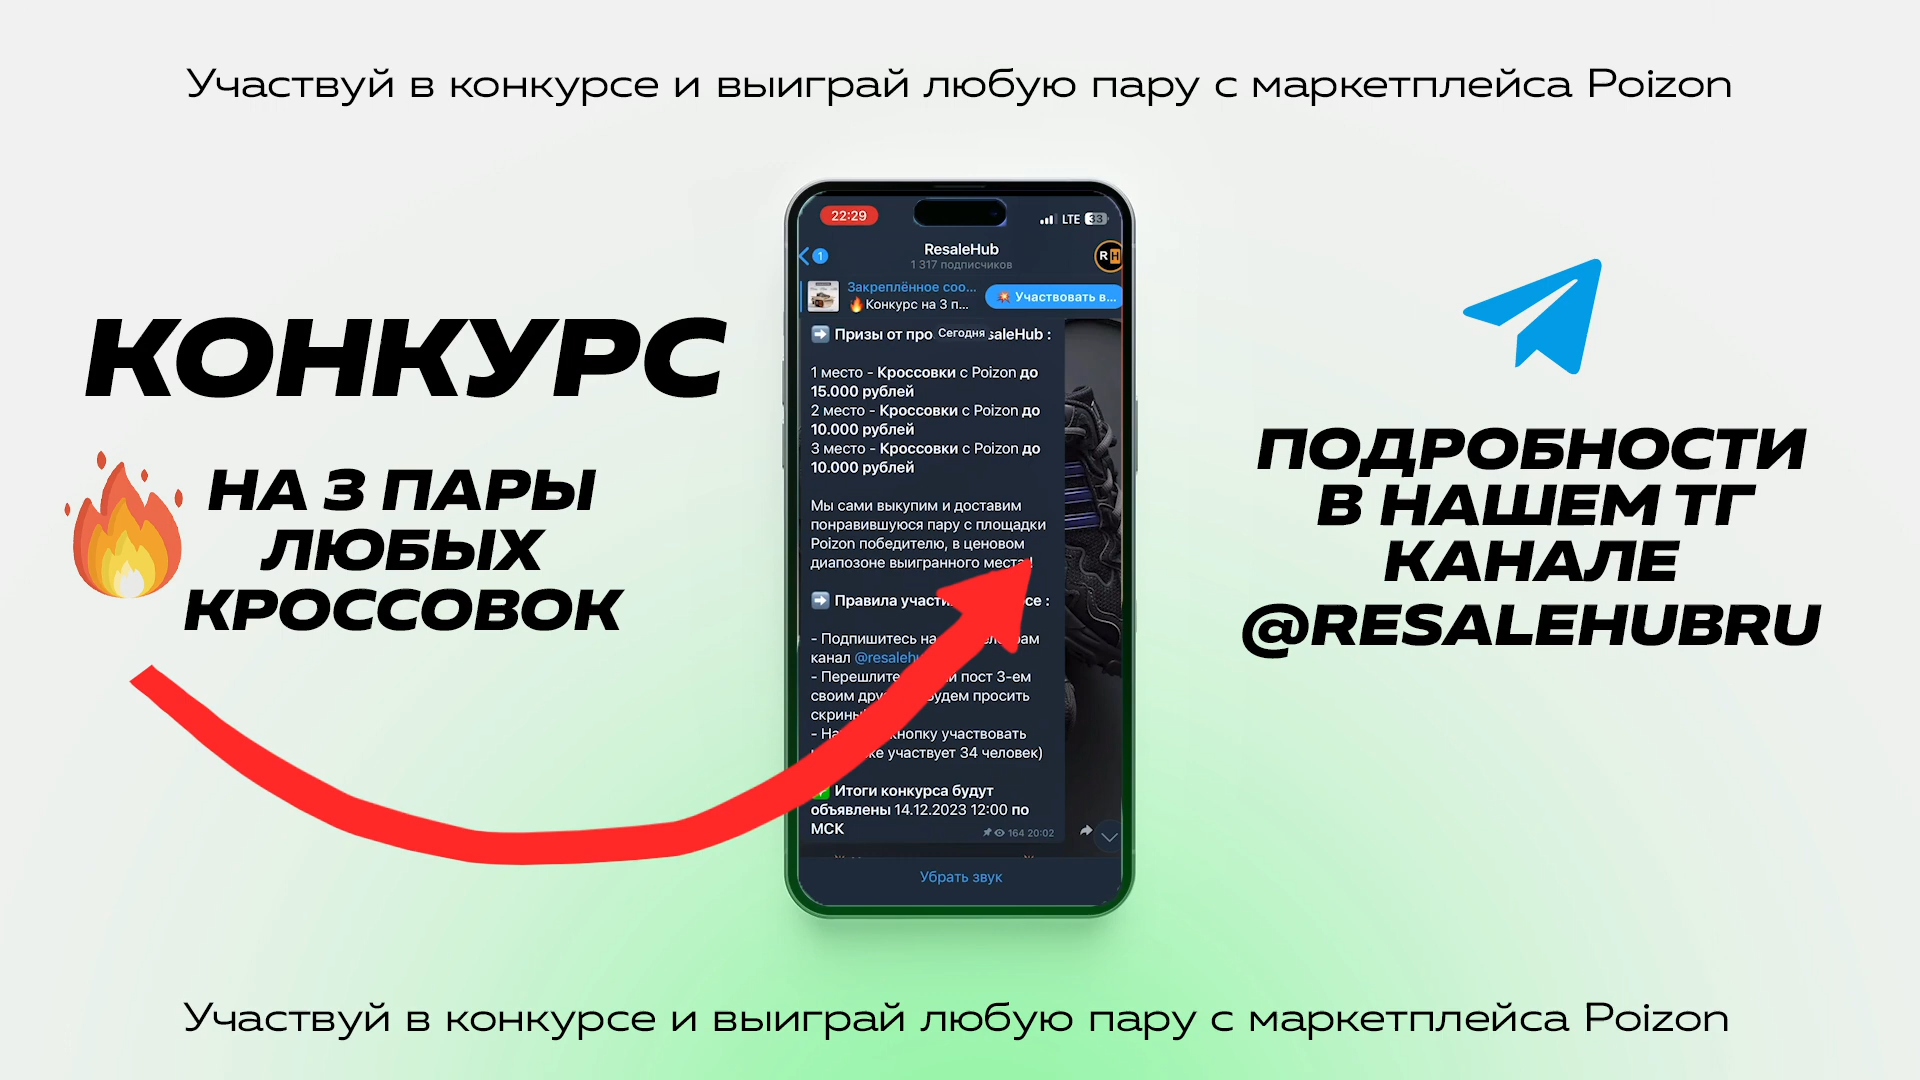 Участвуй в конкурсе и выиграй любую пару с маркетплейса Poizon
КОНКУРС
НА 3 ПАРЫ
ЛЮБЫХ
КРОССОВОК
22:29
LTE 33
1
ResaleHub
1 317 подписчиков
RH
Закреплённое соо...
Конкурс на 3 п...
Участвовать в...
Призы от про Сегодня saleHub :
1 место - Кроссовки с Poizon до
15.000 рублей
2 место - Кроссовки с Poizon до
10.000 рублей
3 место - Кроссовки с Poizon до
10.000 рублей
Мы сами выкупим и доставим
понравившуюся пару с площадки
Poizon победителю, в ценовом
диапозоне выигранного места !
Правила участи
- Подпишитесь на
канал @resaleh
- Перешлите пост 3-ем
своим дру будем просить
скрины
- На кнопку участвовать
участвует 34 человек)
Итоги конкурса будут
объявлены 14.12.2023 12:00 по
МСК
164 20:02
Убрать звук
ПОДРОБНОСТИ
В НАШЕМ ТГ
КАНАЛЕ
@RESALEHUBRU
Участвуй в конкурсе и выиграй любую пару с маркетплейса Poizon